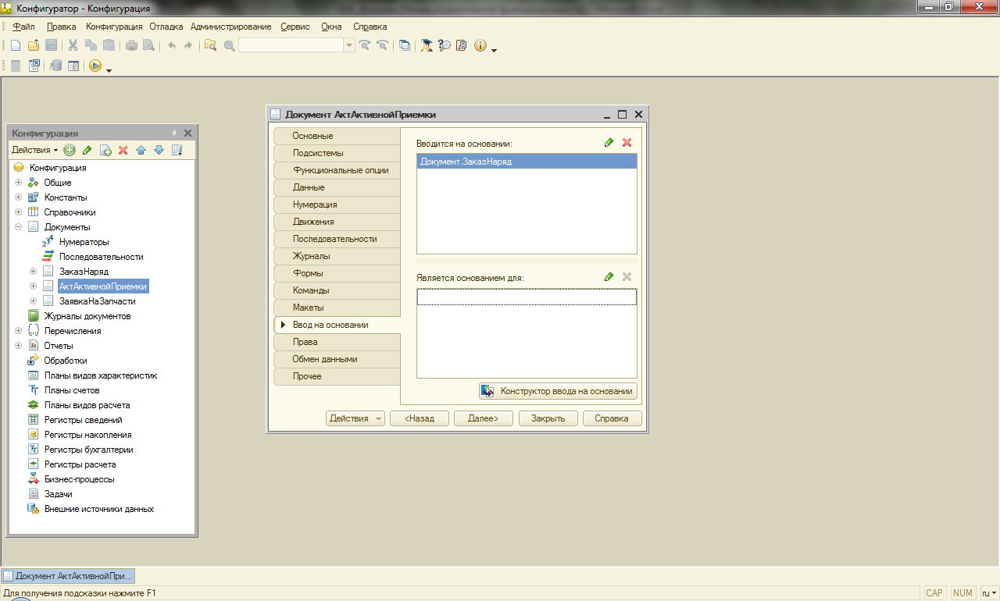 Конфигуратор - Конфигурация
Файл Правка Конфигурация Отладка Администрирование Сервис Окна Справка
Конфигурация
Действия
Конфигурация
Общие
Константы
Справочники
Документы
Нумераторы
Последовательности
ЗаказНаряд
АктАктивнойПриемки
ЗаявкаНаЗапчасти
Журналы документов
Перечисления
Отчеты
Обработки
Планы видов характеристик
Планы счетов
Планы видов расчета
Регистры сведений
Регистры накопления
Регистры бухгалтерии
Регистры расчета
Бизнес-процессы
Задачи
Внешние источники данных
Документ АктАктивнойПриемки
Основные
Подсистемы
Функциональные опции
Данные
Нумерация
Движения
Последовательности
Журналы
Формы
Команды
Макеты
Ввод на основании
Права
Обмен данными
Прочее
Вводится на основании:
Документ.ЗаказНаряд
Является основанием для:
Конструктор ввода на основании
Действия <Назад Далее> Закрыть Справка
Документ АктАктивнойПри...
Для получения подсказки нажмите F1 CAP NUM ru